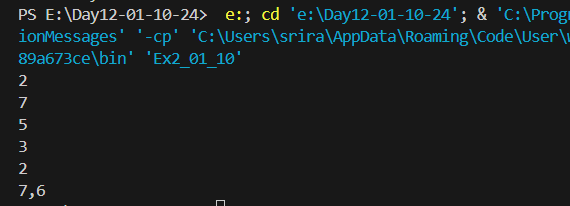 PS E:\Day12-01-10-24>  e:; cd 'e:\Day12-01-10-24'; & 'C:\Prog
ionMessages' '-cp' 'C:\Users\srira\AppData\Roaming\Code\User\
89a673ce\bin' 'Ex2_01_10'
2
7
5
3
2
7,6